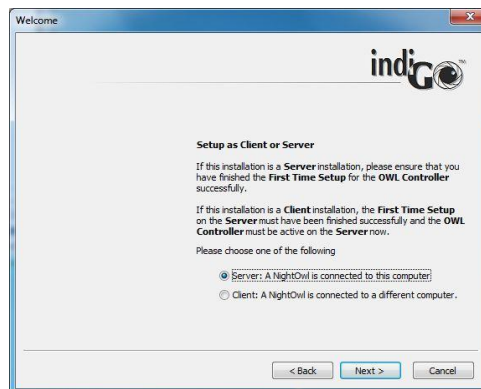 Welcome
indiGo
Setup as Client or Server
If this installation is a Server installation, please ensure that you
have finished the First Time Setup for the OWL Controller
successfully.
If this installation is a Client installation, the First Time Setup
on the Server must have been finished successfully and the OWL
Controller must be active on the Server now.
Please choose one of the following
Server: A NightOwl is connected to this computer
Client: A NightOwl is connected to a different computer.
< Back Next > Cancel